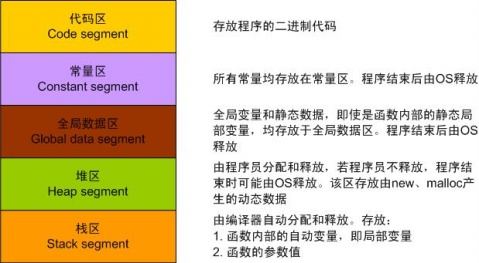 代码区
Code segment
存放程序的二进制代码
常量区
Constant segment
所有常量均存放在常量区。程序结束后由OS释放
全局数据区
Global data segment
全局变量和静态数据，即使是函数内部的静态局
部变量，均存放于全局数据区。程序结束后由OS
释放
堆区
Heap segment
由程序员分配和释放，若程序员不释放，程序结
束时可能由OS释放。该区存放由new、malloc产
生的动态数据
栈区
Stack segment
由编译器自动分配和释放。存放：
1. 函数内部的自动变量，即局部变量
2. 函数的参数值